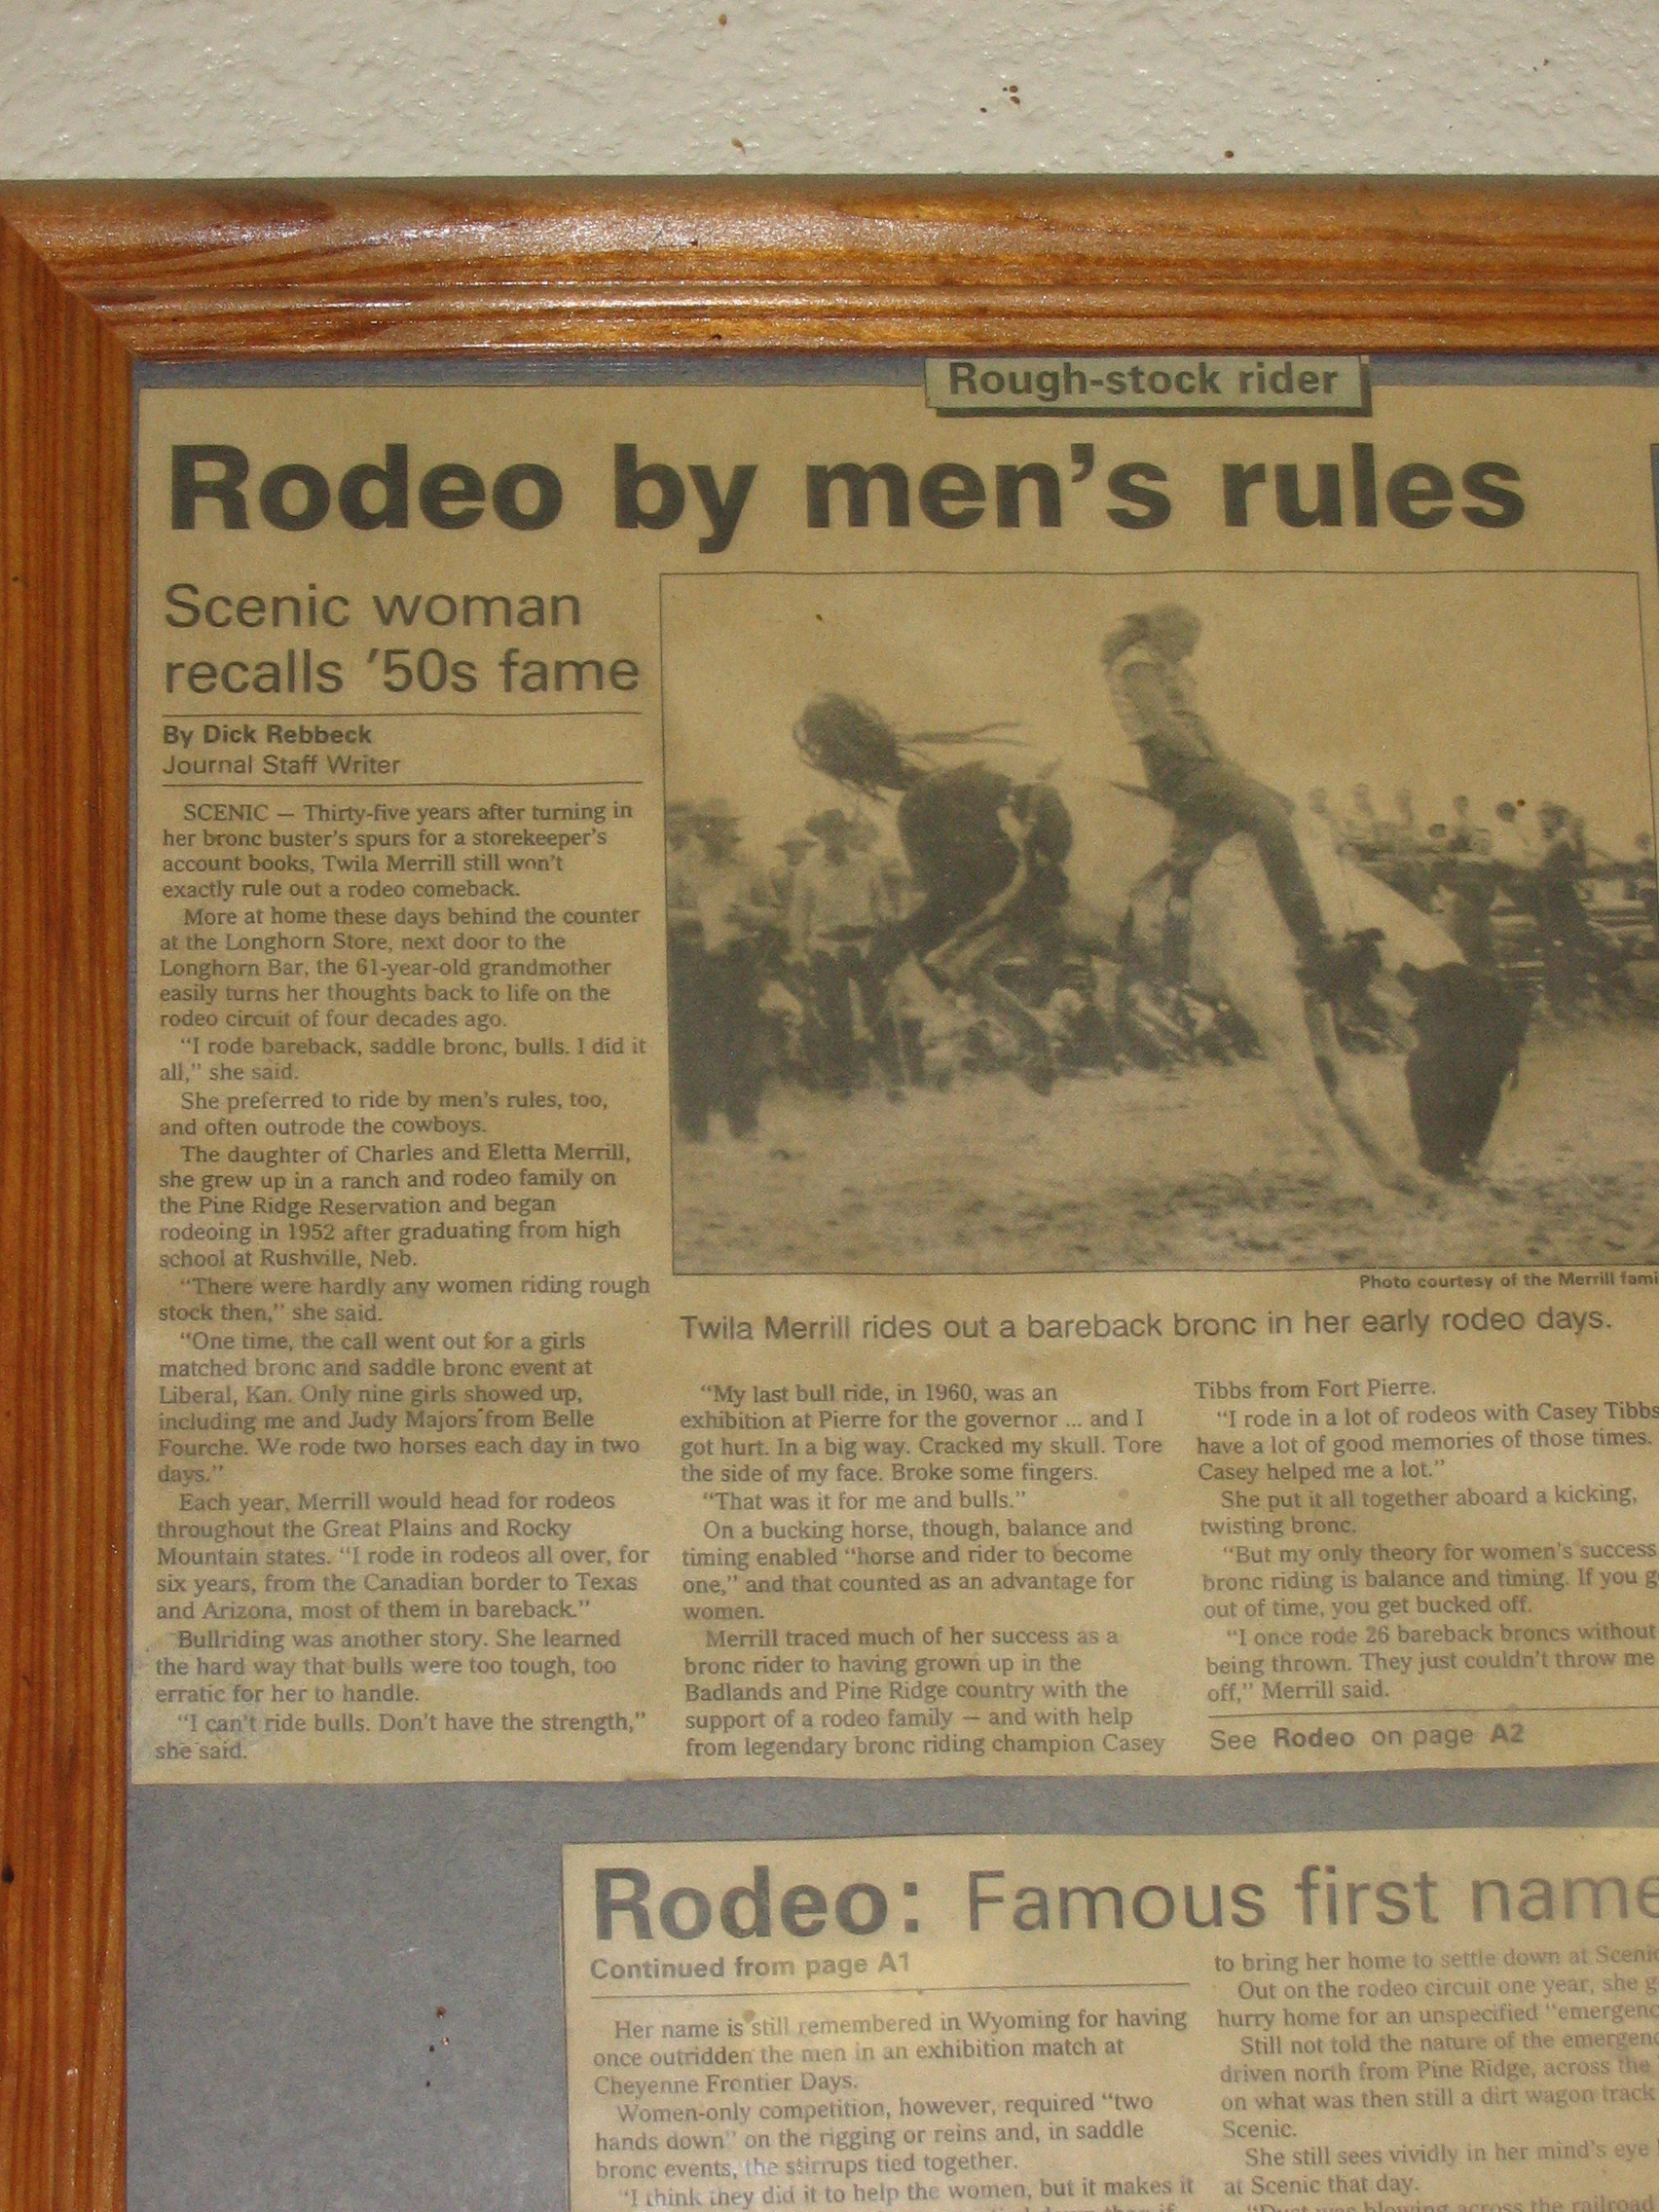 Rough-stock rider
Rodeo by men's rules
Scenic woman
recalls '50s fame
By Dick Rebbeck
Journal Staff Writer
SCENIC — Thirty-five years after turning in
her bronc buster's spurs for a storekeeper's
account books, Twila Merrill still won't
exactly rule out a rodeo comeback.
More at home these days behind the counter
at the Longhorn Store, next door to the
Longhorn Bar, the 61-year-old grandmother
easily turns her thoughts back to life on the
rodeo circuit of four decades ago.
"I rode bareback, saddle bronc, bulls. I did it
all," she said.
She preferred to ride by men's rules, too,
and often outrode the cowboys.
The daughter of Charles and Eletta Merrill,
she grew up in a ranch and rodeo family on
the Pine Ridge Reservation and began
rodeoing in 1952 after graduating from high
school at Rushville, Neb.
"There were hardly any women riding rough
stock then," she said.
"One time, the call went out for a girls
matched bronc and saddle bronc event at
Liberal, Kan. Only nine girls showed up,
including me and Judy Majors from Belle
Fourche. We rode two horses each day in two
days."
Each year, Merrill would head for rodeos
throughout the Great Plains and Rocky
Mountain states. "I rode in rodeos all over, for
six years, from the Canadian border to Texas
and Arizona, most of them in bareback."
Bullriding was another story. She learned
the hard way that bulls were too tough, too
erratic for her to handle.
"I can't ride bulls. Don't have the strength,"
she said.
Photo courtesy of the Merrill fami
Twila Merrill rides out a bareback bronc in her early rodeo days.
"My last bull ride, in 1960, was an
exhibition at Pierre for the governor ... and I
got hurt. In a big way. Cracked my skull. Tore
the side of my face. Broke some fingers.
"That was it for me and bulls."
On a bucking horse, though, balance and
timing enabled "horse and rider to become
one," and that counted as an advantage for
women.
Merrill traced much of her success as a
bronc rider to having grown up in the
Badlands and Pine Ridge country with the
support of a rodeo family — and with help
from legendary bronc riding champion Casey
Tibbs from Fort Pierre.
"I rode in a lot of rodeos with Casey Tibbs
have a lot of good memories of those times.
Casey helped me a lot."
She put it all together aboard a kicking,
twisting bronc.
"But my only theory for women's success
bronc riding is balance and timing. If you g
out of time, you get bucked off.
"I once rode 26 bareback broncs without
being thrown. They just couldn't throw me
off," Merrill said.
See Rodeo on page A2
Rodeo: Famous first name
Continued from page A1
Her name is still remembered in Wyoming for having
once outridden the men in an exhibition match at
Cheyenne Frontier Days.
Women-only competition, however, required "two
hands down" on the rigging or reins and, in saddle
bronc events, the stirrups tied together.
"I think they did it to help the women, but it makes it
to bring her home to settle down at Scenic
Out on the rodeo circuit one year, she g
hurry home for an unspecified "emergenc
Still not told the nature of the emergenc
driven north from Pine Ridge, across the
on what was then still a dirt wagon track
Scenic.
She still sees vividly in her mind's eye
at Scenic that day.
"Dust was blowing across the railroad